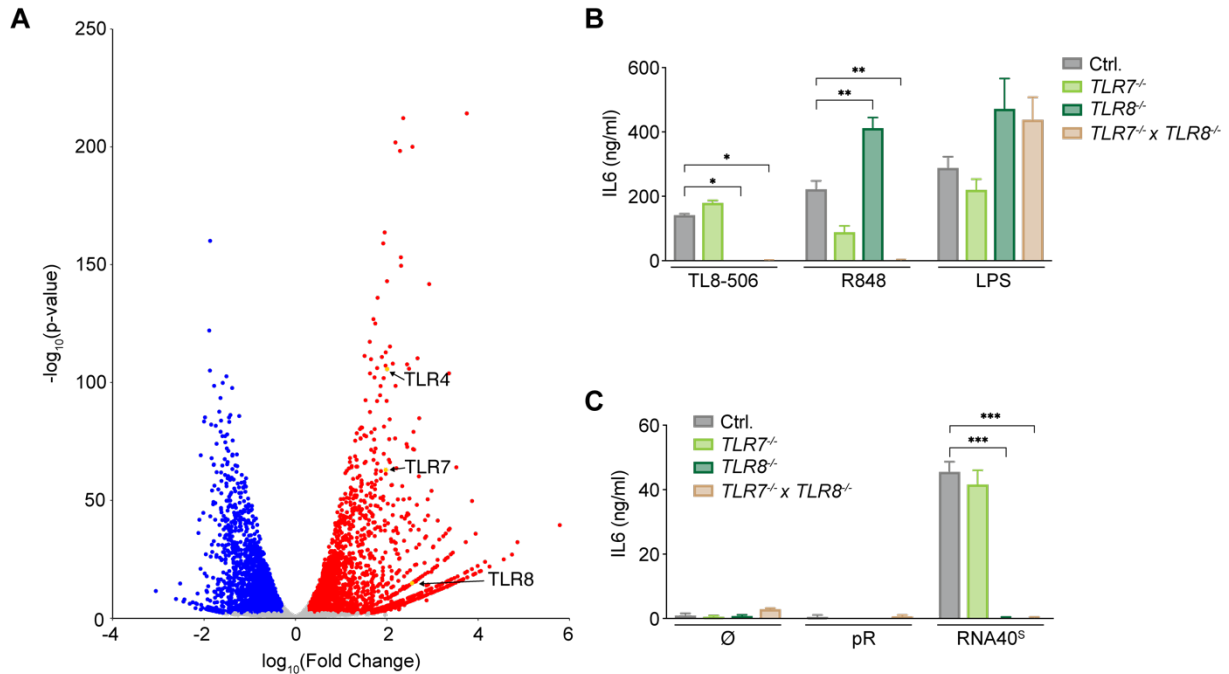 A
250
200
150
100
50
0
-4
-2
0
2
4
6
-log10(p-value)
log10(Fold Change)
TLR4
TLR7
TLR8
B
600
400
200
0
IL6 (ng/ml)
*
*
**
**
TL8-506
R848
LPS
Ctrl.
TLR7-/-
TLR8-/-
TLR7-/- x TLR8-/-
C
Ctrl.
TLR7-/-
TLR8-/-
TLR7-/- x TLR8-/-
60
40
20
0
IL6 (ng/ml)
***
***
Ø
pR
RNA40S